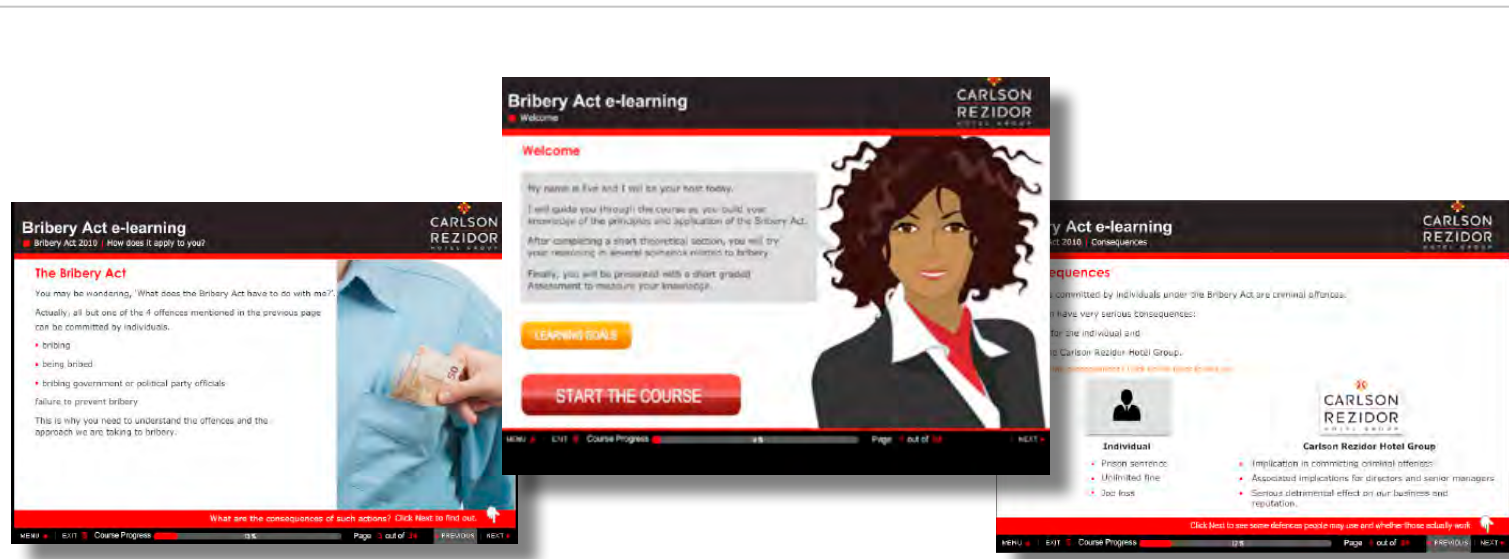 Bribery Act e-learning
Bribery Act 2010 | How does it apply to you?
CARLSON
REZIDOR
HOTEL GROUP
The Bribery Act
You may be wondering, 'What does the Bribery Act have to do with me?'.
Actually, all but one of the 4 offences mentioned in the previous page
can be committed by individuals.
• bribing
• being bribed
• bribing government or political party officials
failure to prevent bribery
This is why you need to understand the offences and the
approach we are taking to bribery.
50
What are the consequences of such actions? Click Next to find out.
MENU | EXIT Course Progress 13% Page out of PREVIOUS | NEXT
Bribery Act e-learning
Welcome
CARLSON
REZIDOR
HOTEL GROUP
Welcome
My name is Eve and I will be your host today.
I will guide you through the course as you build your
knowledge of the principles and application of the Bribery Act.
After completing a short theoretical section, you will try
your reasoning in several scenarios related to bribery.
Finally, you will be presented with a short graded
Assessment to measure your knowledge.
LEARNING GOALS
START THE COURSE
MENU EXIT Course Progress Page out of NEXT
y Act e-learning
ct 2010 | Consequences
CARLSON
REZIDOR
HOTEL GROUP
equences
committed by individuals under the Bribery Act are criminal offences.
have very serious consequences:
for the individual and
Carlson Rezidor Hotel Group.
CARLSON
REZIDOR
HOTEL GROUP
Individual
• Prison sentence
• Unlimited fine
• Job loss
Carlson Rezidor Hotel Group
• Implication in committing criminal offences
• Associated implications for directors and senior managers
• Serious detrimental effect on our business and
reputation.
Click Next to see some defences people may use and whether those actually work
MENU | EXIT Course Progress Page out of PREVIOUS | NEXT